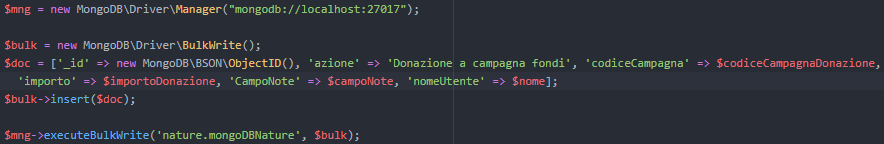 $mng = new MongoDB\Driver\Manager("mongodb://localhost:27017");
$bulk = new MongoDB\Driver\BulkWrite();
$doc = ['_id' => new MongoDB\BSON\ObjectID(), 'azione' => 'Donazione a campagna fondi', 'codiceCampagna' => $codiceCampagnaDonazione,
'importo' => $importoDonazione, 'CampoNote' => $campoNote, 'nomeUtente' => $nome];
$bulk->insert($doc);
$mng->executeBulkWrite('nature.mongoDBNature', $bulk);